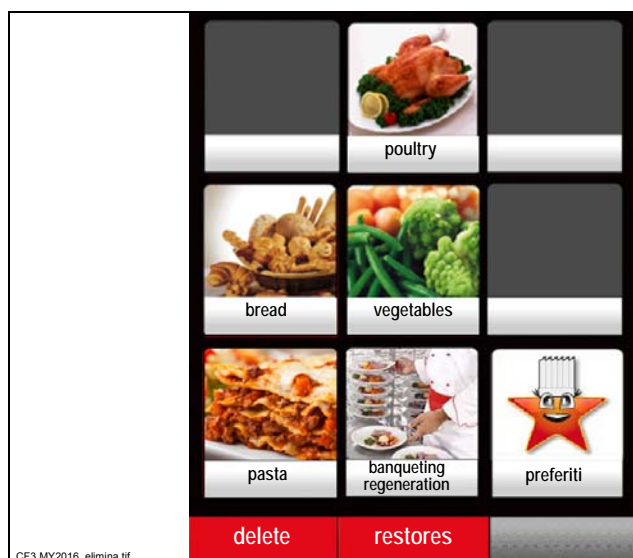 poultry
bread
vegetables
pasta
banqueting
regeneration
preferiti
delete
restores
CF3 MY2016_elimina.tif